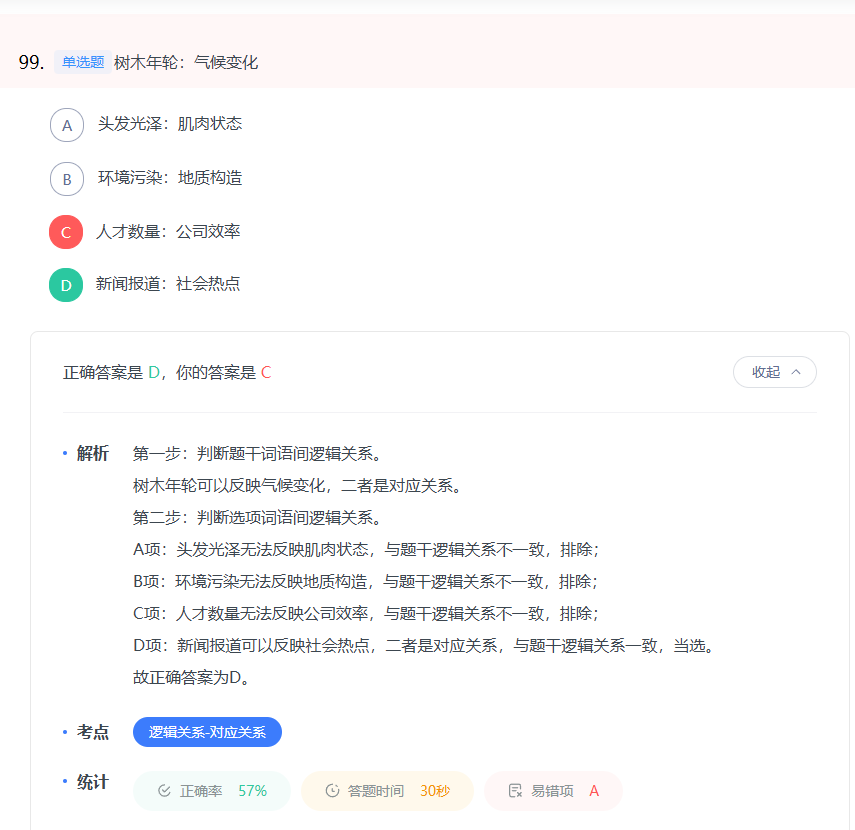 99. 单选题 树木年轮：气候变化
A 头发光泽：肌肉状态
B 环境污染：地质构造
C 人才数量：公司效率
D 新闻报道：社会热点
正确答案是 D，你的答案是 C 收起
解析 第一步：判断题干词语间逻辑关系。
树木年轮可以反映气候变化，二者是对应关系。
第二步：判断选项词语间逻辑关系。
A项：头发光泽无法反映肌肉状态，与题干逻辑关系不一致，排除；
B项：环境污染无法反映地质构造，与题干逻辑关系不一致，排除；
C项：人才数量无法反映公司效率，与题干逻辑关系不一致，排除；
D项：新闻报道可以反映社会热点，二者是对应关系，与题干逻辑关系一致，当选。
故正确答案为D。
考点 逻辑关系-对应关系
统计 正确率 57% 答题时间 30秒 易错项 A